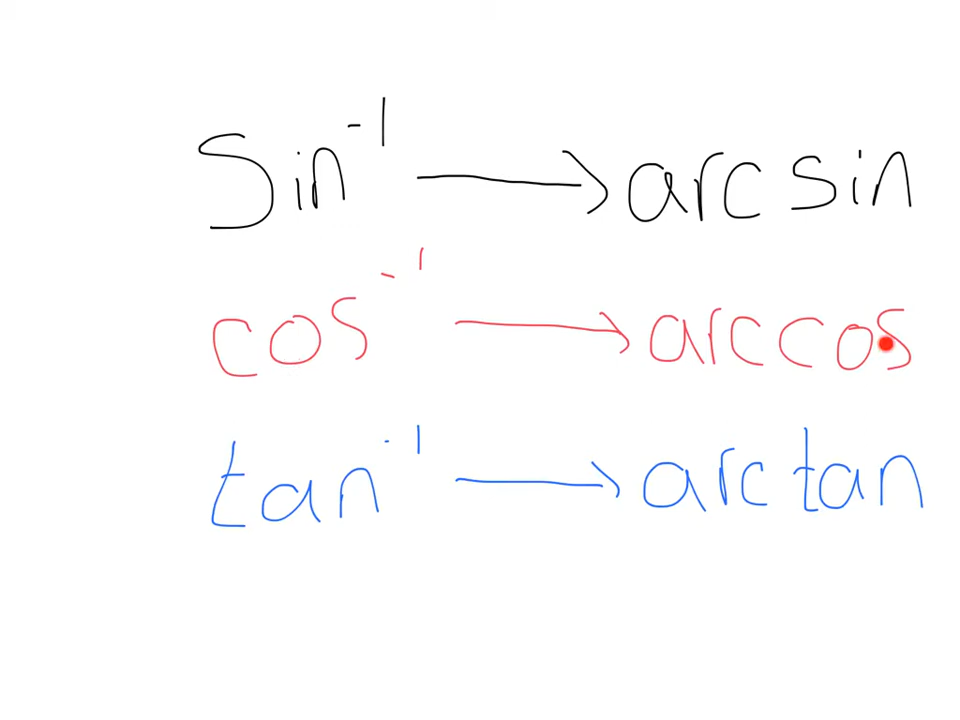 Sin⁻¹ → arcsin
cos⁻¹ → arccos
tan⁻¹ → arctan